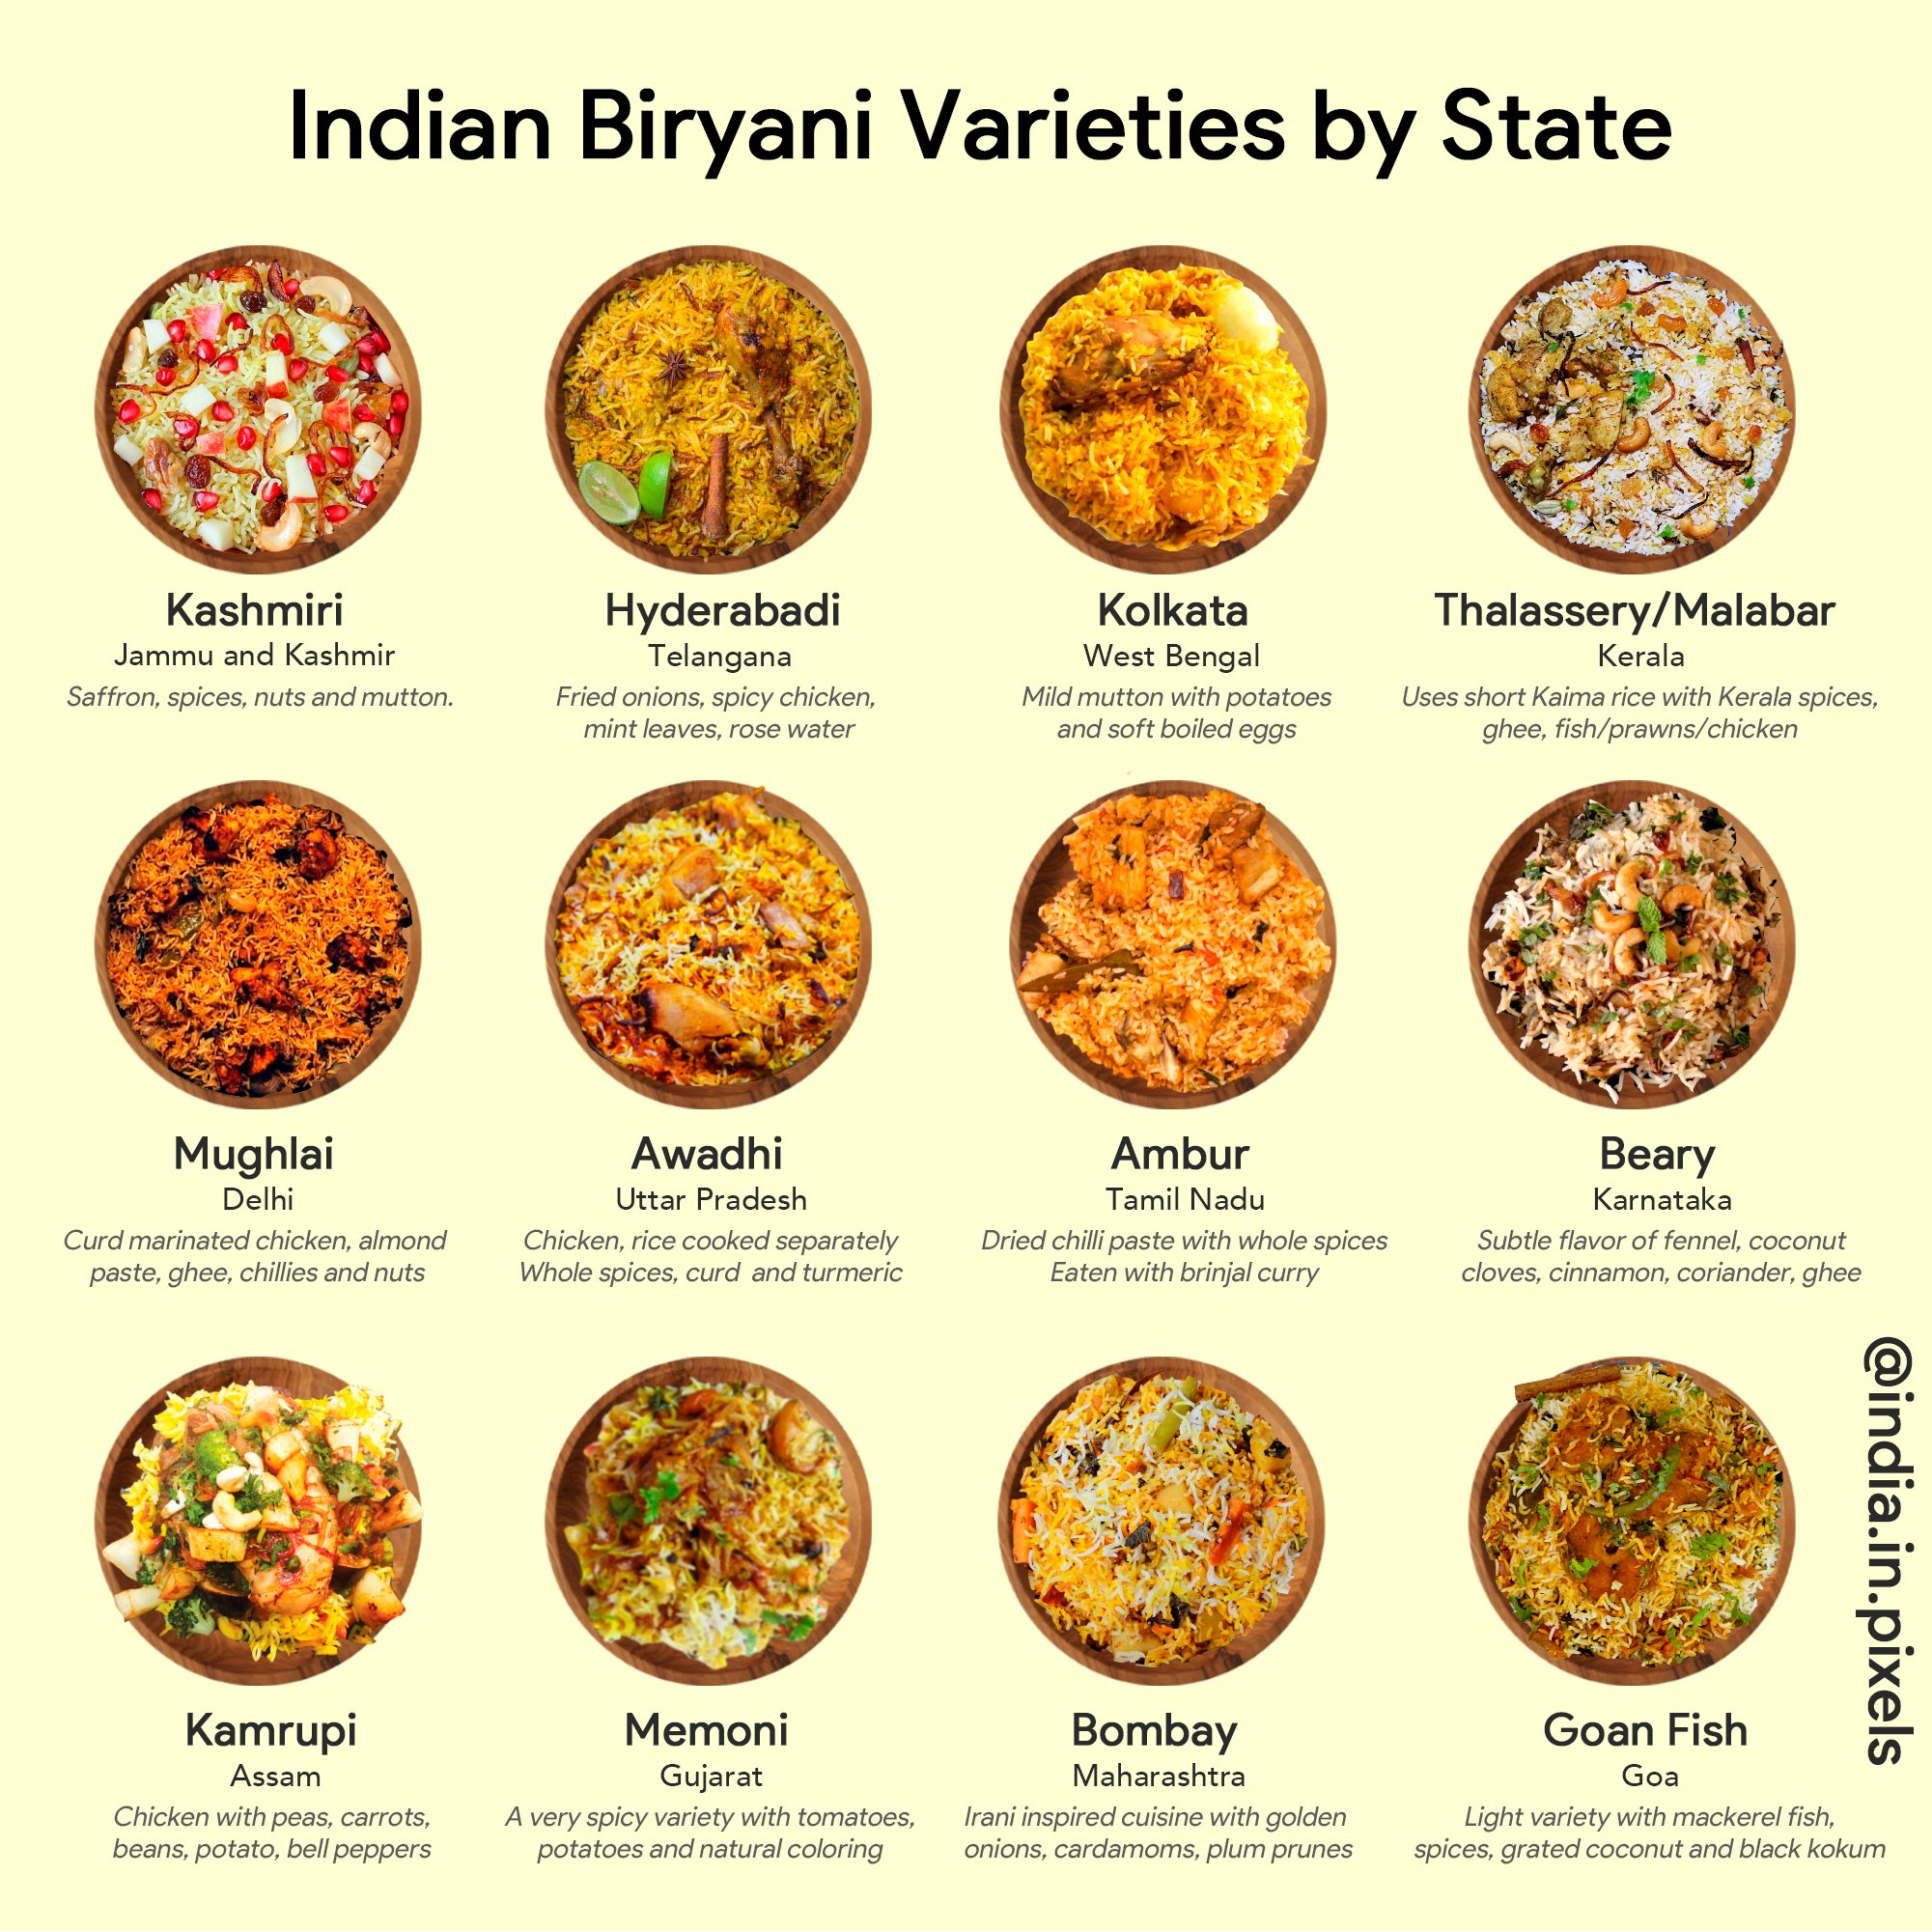 Indian Biryani Varieties by State
Kashmiri
Jammu and Kashmir
Saffron, spices, nuts and mutton.
Hyderabadi
Telangana
Fried onions, spicy chicken,
mint leaves, rose water
Kolkata
West Bengal
Mild mutton with potatoes
and soft boiled eggs
Thalassery/Malabar
Kerala
Uses short Kaima rice with Kerala spices,
ghee, fish/prawns/chicken
Mughlai
Delhi
Curd marinated chicken, almond
paste, ghee, chillies and nuts
Awadhi
Uttar Pradesh
Chicken, rice cooked separately
Whole spices, curd and turmeric
Ambur
Tamil Nadu
Dried chilli paste with whole spices
Eaten with brinjal curry
Beary
Karnataka
Subtle flavor of fennel, coconut
cloves, cinnamon, coriander, ghee
Kamrupi
Assam
Chicken with peas, carrots,
beans, potato, bell peppers
Memoni
Gujarat
A very spicy variety with tomatoes,
potatoes and natural coloring
Bombay
Maharashtra
Irani inspired cuisine with golden
onions, cardamoms, plum prunes
Goan Fish
Goa
Light variety with mackerel fish,
spices, grated coconut and black kokum
@india.in.pixels